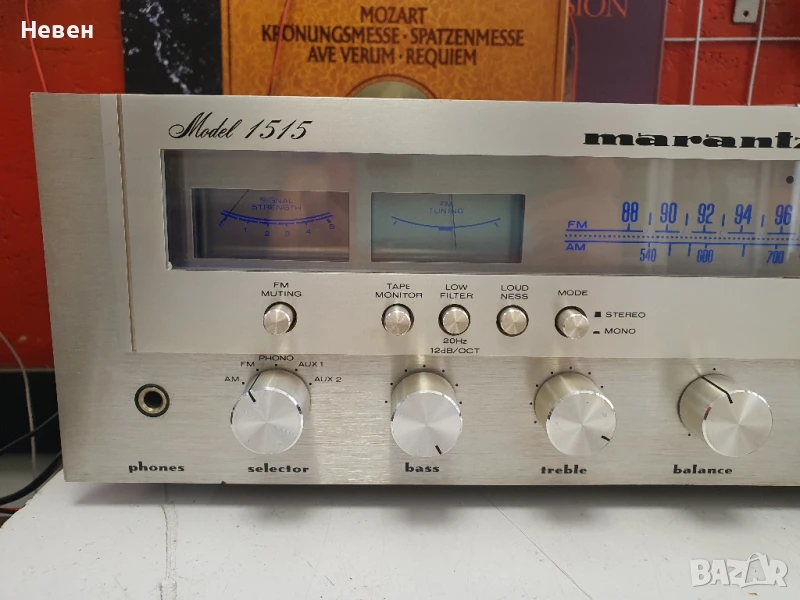 Невен
SION
MOZART
KRÖNUNGSMESSE · SPATZENMESSE
AVE VERUM · REQUIEM
Model 1515
marantz
SIGNAL
STRENGTH
1 2 3 4 5
FM
TUNING
FM 88 90 92 94 96
AM 540 600 700
FM
MUTING
TAPE
MONITOR
LOW
FILTER
20Hz
12dB/OCT
LOUD
NESS
MODE
STEREO
MONO
AM
FM
PHONO
AUX 1
AUX 2
phones
selector
bass
treble
balance
BAZAR